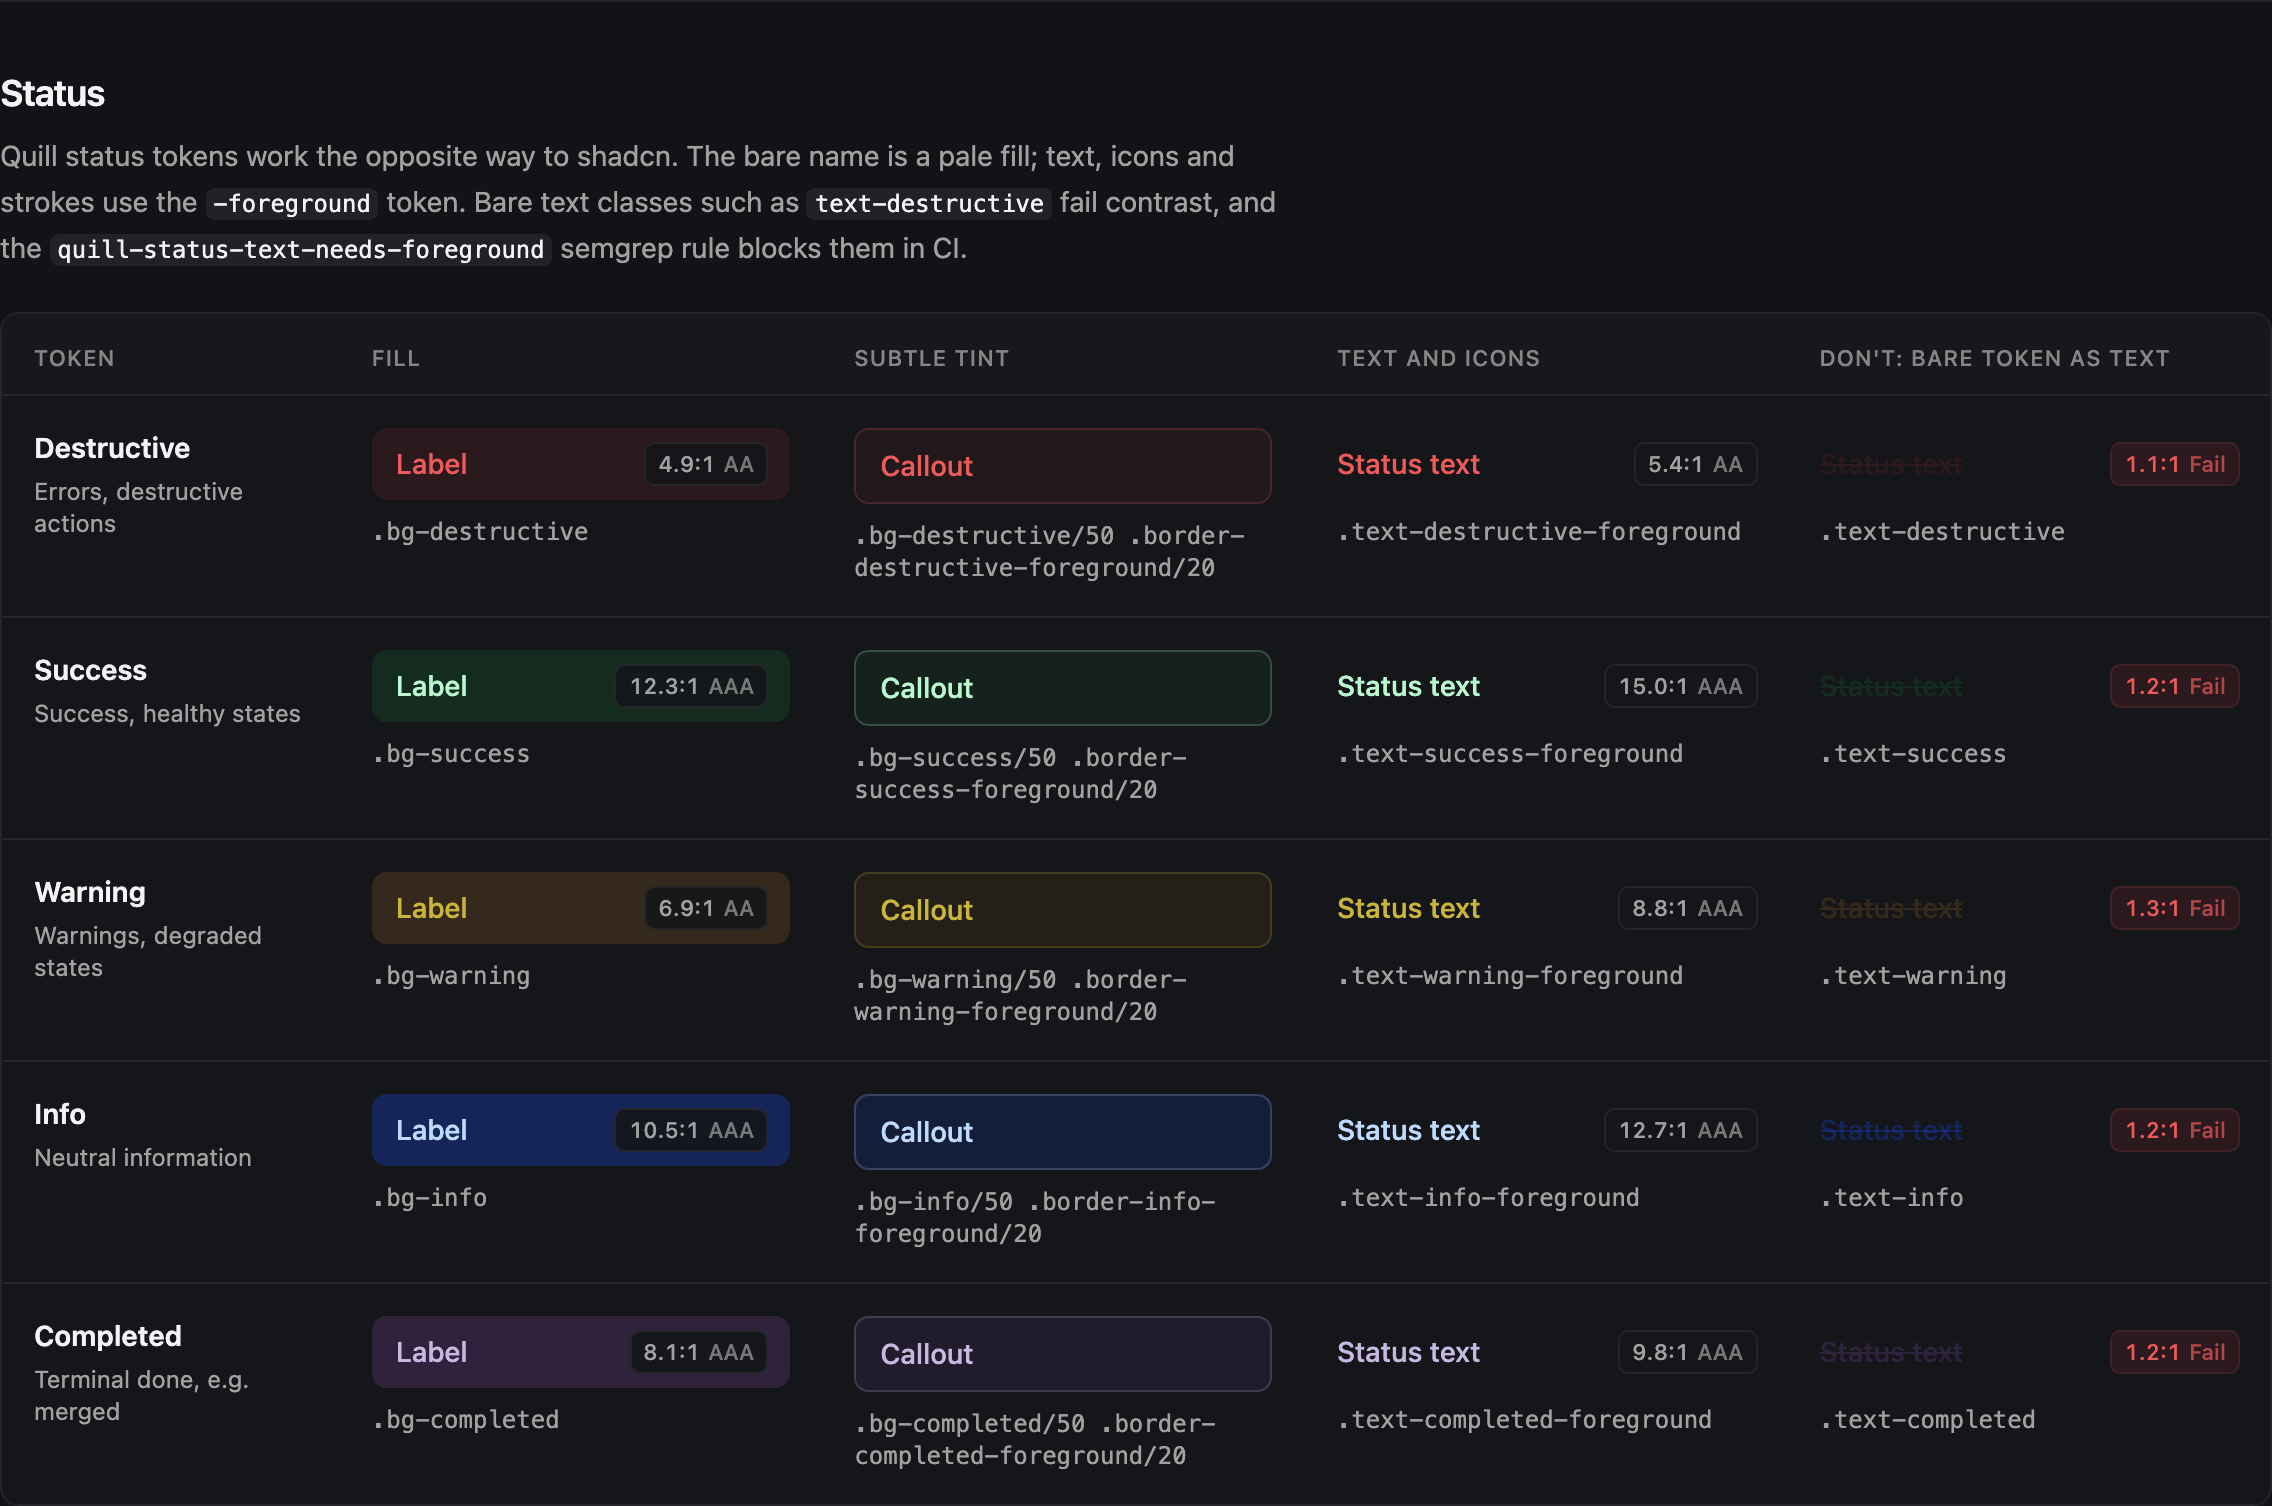 Status
Quill status tokens work the opposite way to shadcn. The bare name is a pale fill; text, icons and
strokes use the -foreground token. Bare text classes such as text-destructive fail contrast, and
the quill-status-text-needs-foreground semgrep rule blocks them in CI.
TOKEN FILL SUBTLE TINT TEXT AND ICONS DON'T: BARE TOKEN AS TEXT
Destructive
Errors, destructive
actions
Label 4.9:1 AA
.bg-destructive
Callout
.bg-destructive/50 .border-
destructive-foreground/20
Status text 5.4:1 AA
.text-destructive-foreground
Status text 1.1:1 Fail
.text-destructive
Success
Success, healthy states
Label 12.3:1 AAA
.bg-success
Callout
.bg-success/50 .border-
success-foreground/20
Status text 15.0:1 AAA
.text-success-foreground
Status text 1.2:1 Fail
.text-success
Warning
Warnings, degraded
states
Label 6.9:1 AA
.bg-warning
Callout
.bg-warning/50 .border-
warning-foreground/20
Status text 8.8:1 AAA
.text-warning-foreground
Status text 1.3:1 Fail
.text-warning
Info
Neutral information
Label 10.5:1 AAA
.bg-info
Callout
.bg-info/50 .border-info-
foreground/20
Status text 12.7:1 AAA
.text-info-foreground
Status text 1.2:1 Fail
.text-info
Completed
Terminal done, e.g.
merged
Label 8.1:1 AAA
.bg-completed
Callout
.bg-completed/50 .border-
completed-foreground/20
Status text 9.8:1 AAA
.text-completed-foreground
Status text 1.2:1 Fail
.text-completed